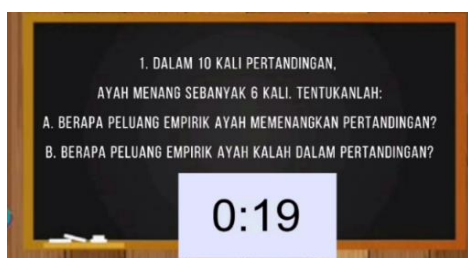 1. DALAM 10 KALI PERTANDINGAN,
AYAH MENANG SEBANYAK 6 KALI. TENTUKANLAH:
A. BERAPA PELUANG EMPIRIK AYAH MEMENANGKAN PERTANDINGAN?
B. BERAPA PELUANG EMPIRIK AYAH KALAH DALAM PERTANDINGAN?
0:19